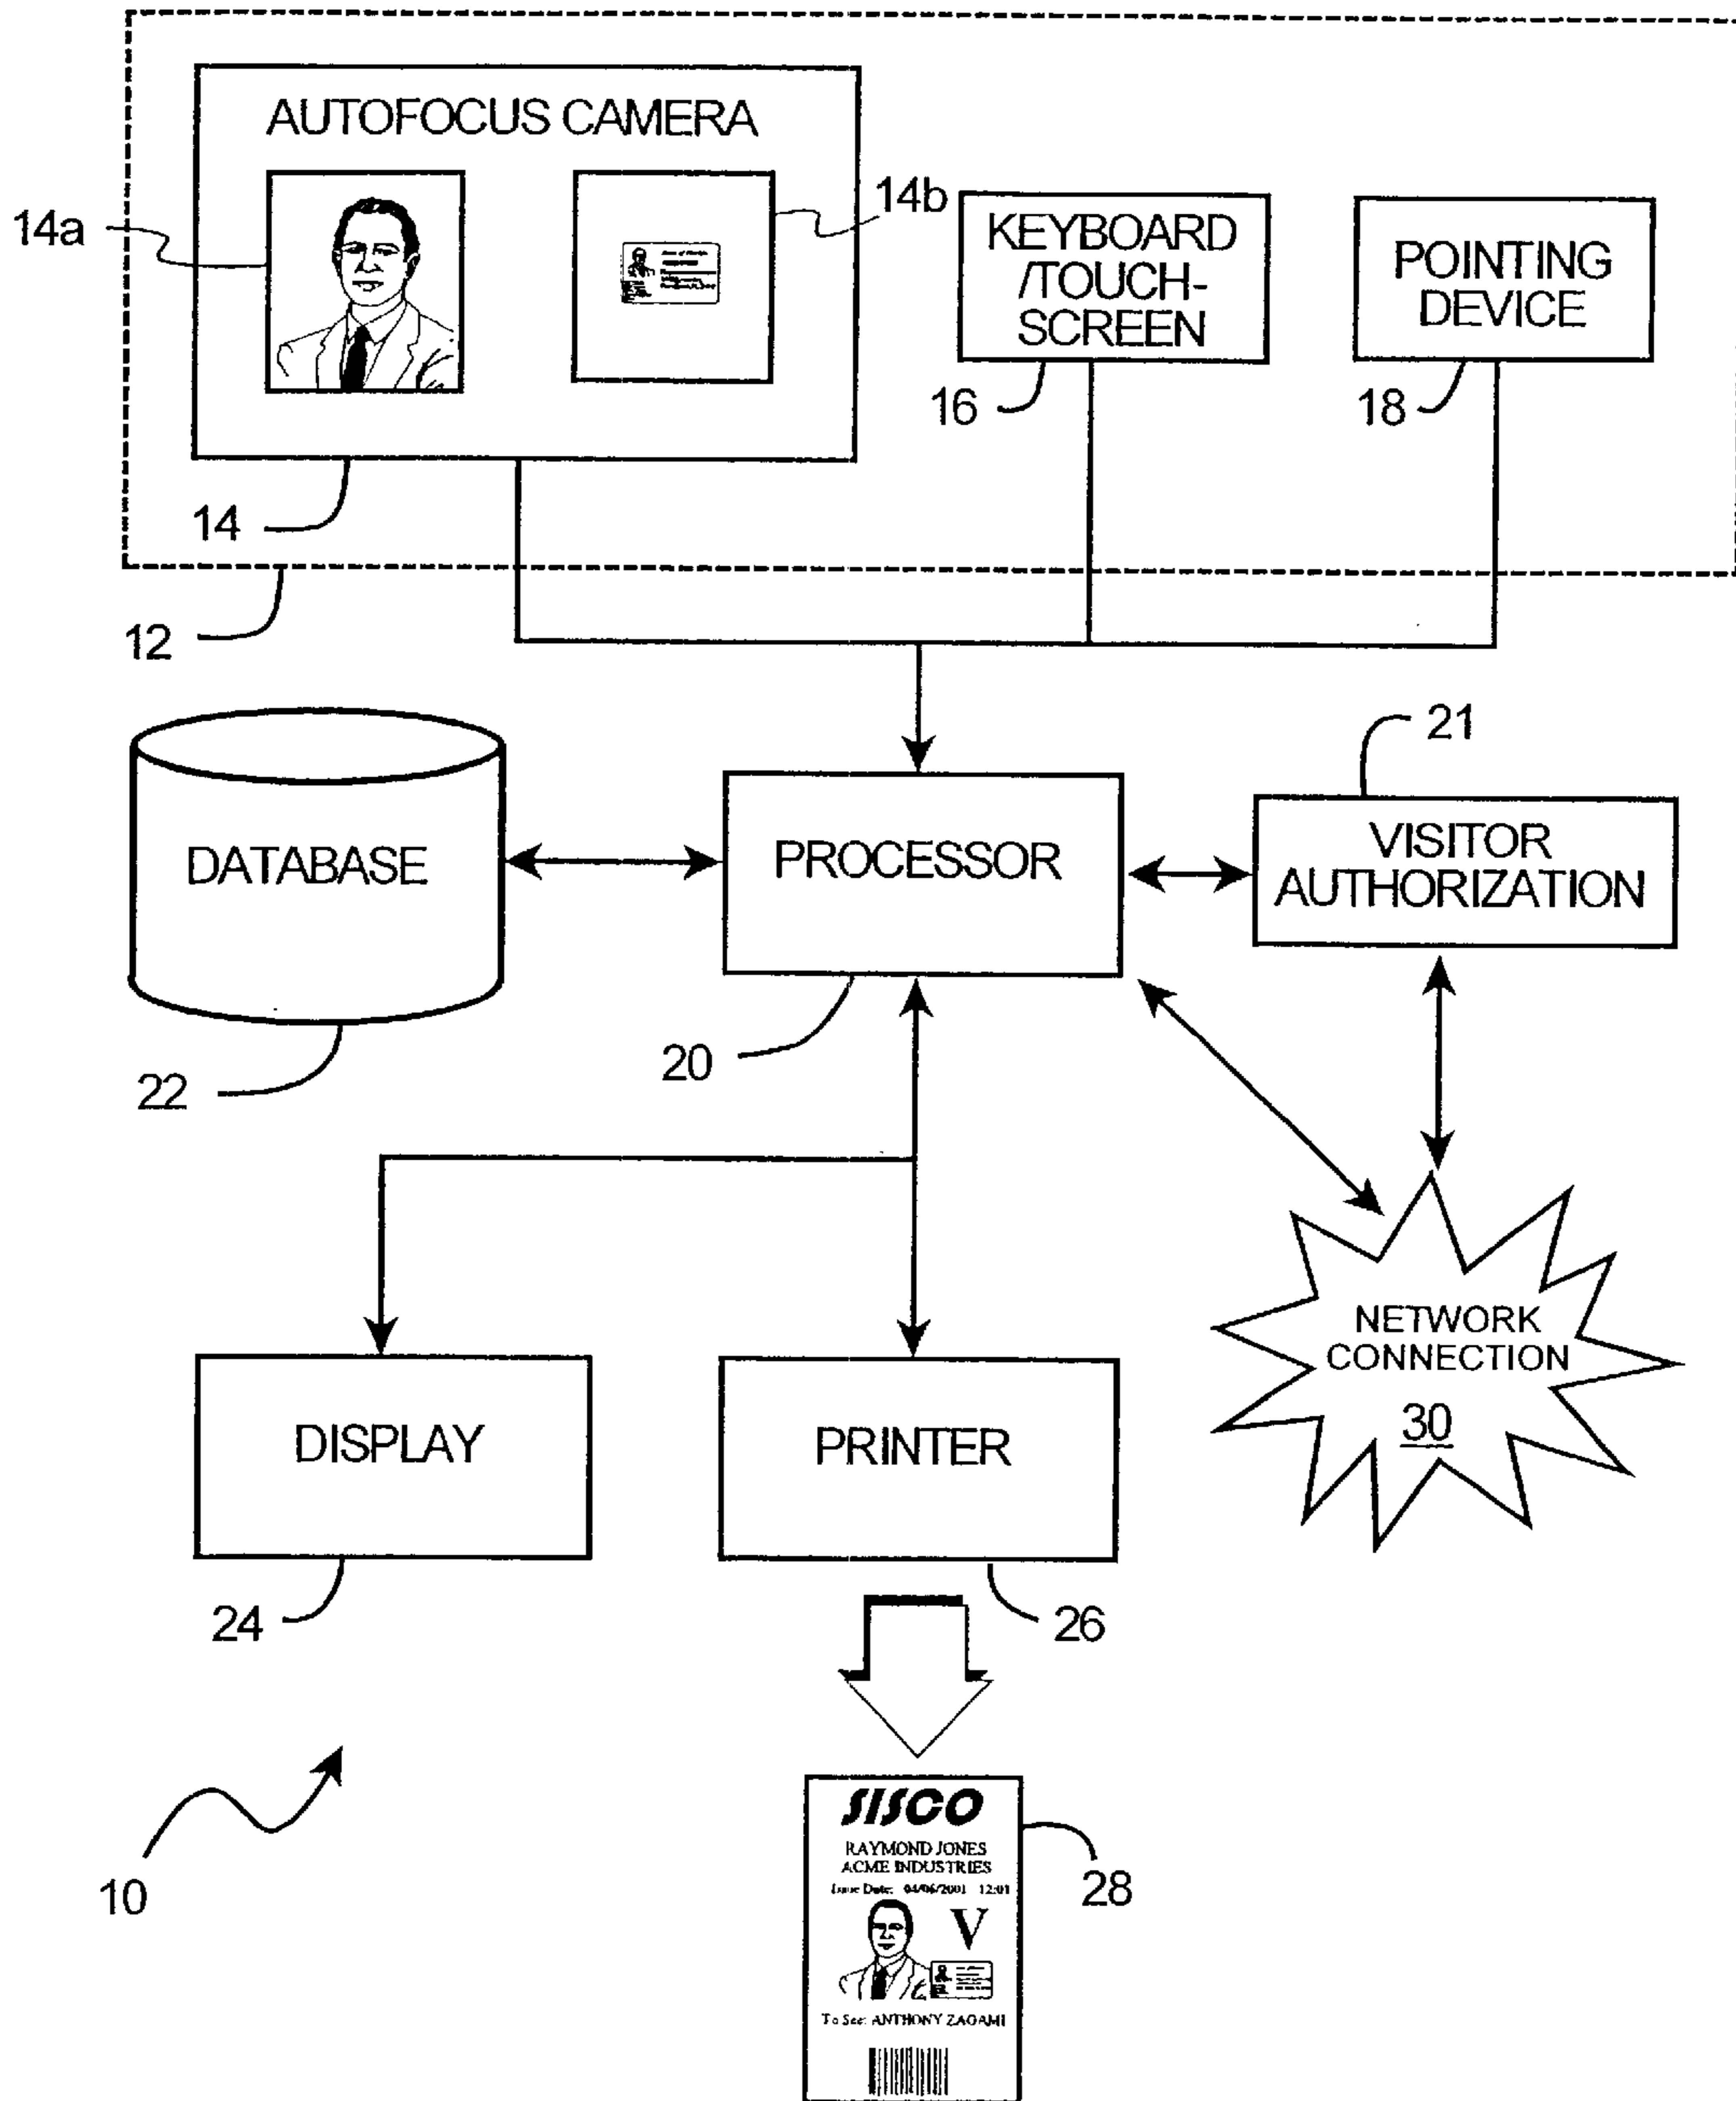 AUTOFOCUS CAMERA
14a
14b
KEYBOARD
/TOUCH-
SCREEN
POINTING
DEVICE
16
18
14
12
21
DATABASE
PROCESSOR
VISITOR
AUTHORIZATION
22
20
NETWORK
CONNECTION
30
DISPLAY
PRINTER
24
26
SISCO
RAYMOND JONES
ACME INDUSTRIES
Issue Date: 04/06/2001 12:01
V
To See: ANTHONY ZAGAMI
28
10